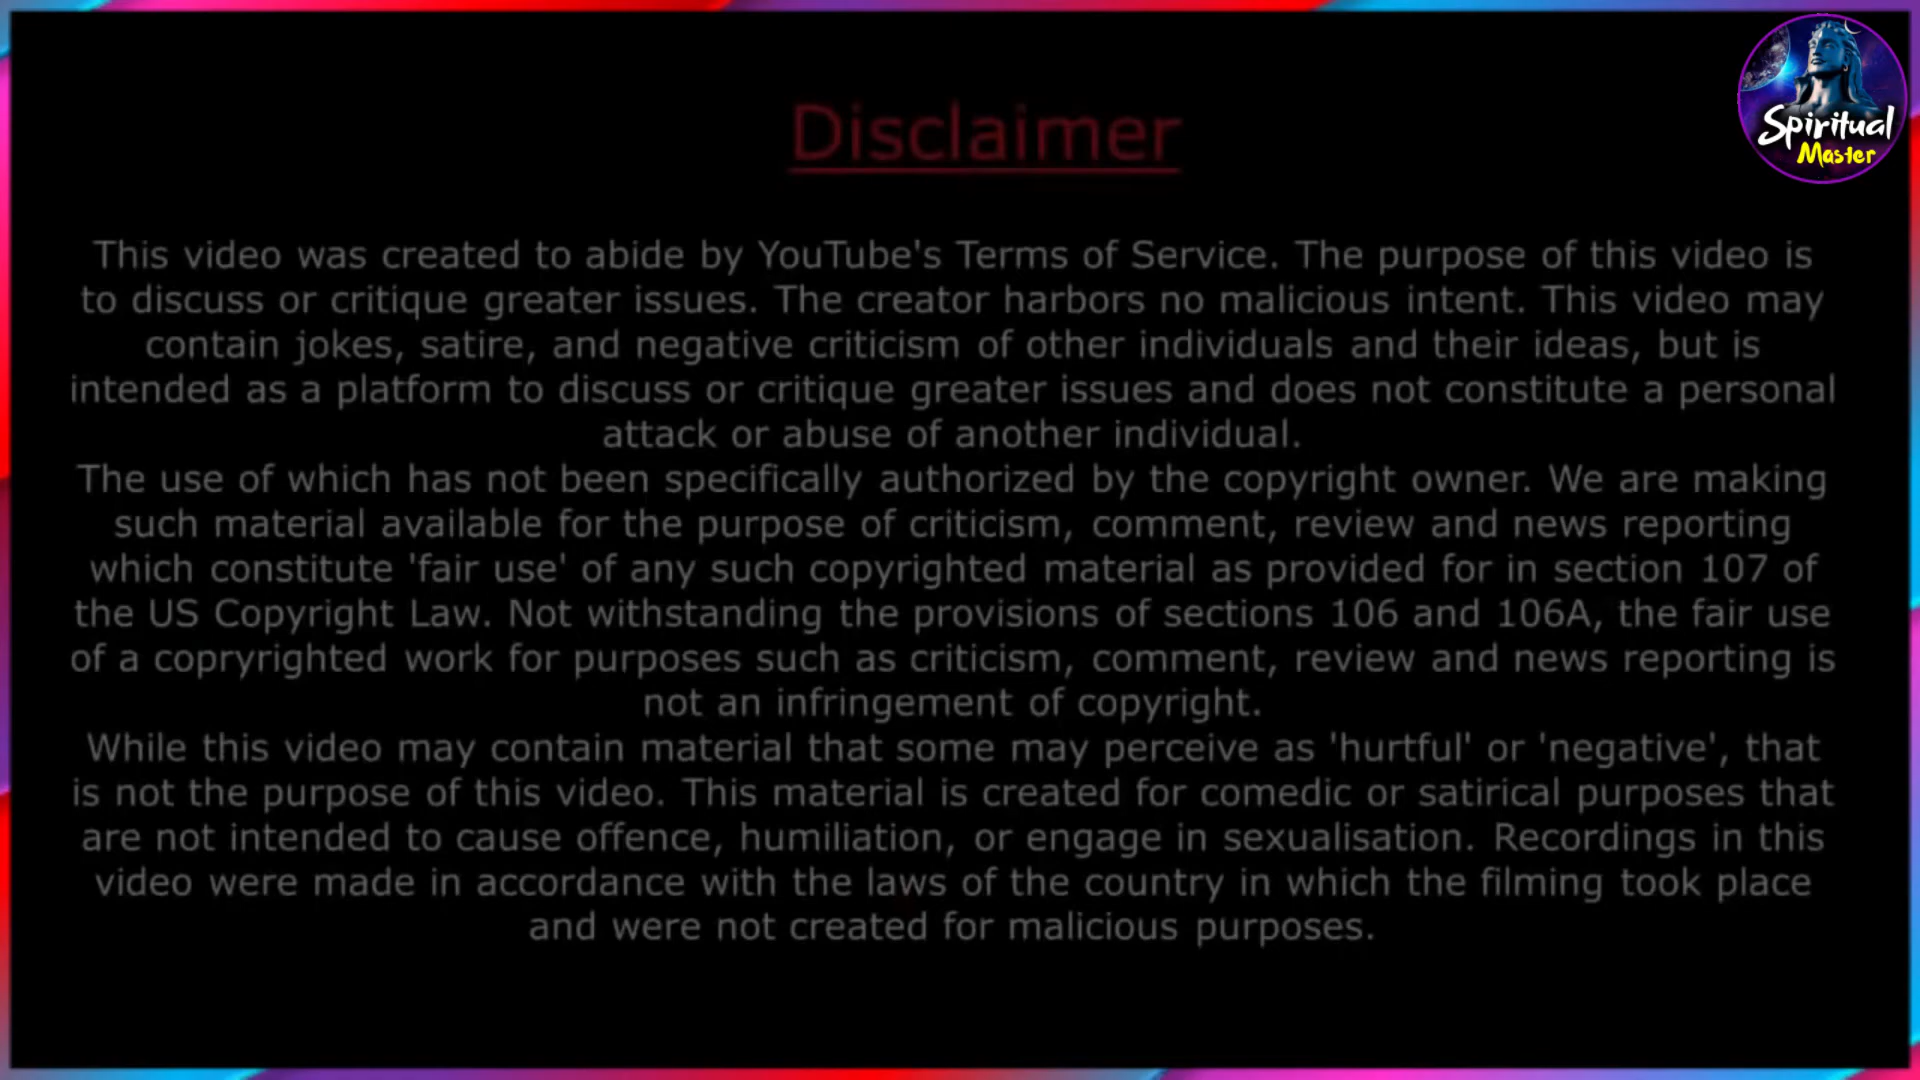 Spiritual
Master
Disclaimer
This video was created to abide by YouTube's Terms of Service. The purpose of this video is
to discuss or critique greater issues. The creator harbors no malicious intent. This video may
contain jokes, satire, and negative criticism of other individuals and their ideas, but is
intended as a platform to discuss or critique greater issues and does not constitute a personal
attack or abuse of another individual.
The use of which has not been specifically authorized by the copyright owner. We are making
such material available for the purpose of criticism, comment, review and news reporting
which constitute 'fair use' of any such copyrighted material as provided for in section 107 of
the US Copyright Law. Not withstanding the provisions of sections 106 and 106A, the fair use
of a copryrighted work for purposes such as criticism, comment, review and news reporting is
not an infringement of copyright.
While this video may contain material that some may perceive as 'hurtful' or 'negative', that
is not the purpose of this video. This material is created for comedic or satirical purposes that
are not intended to cause offence, humiliation, or engage in sexualisation. Recordings in this
video were made in accordance with the laws of the country in which the filming took place
and were not created for malicious purposes.